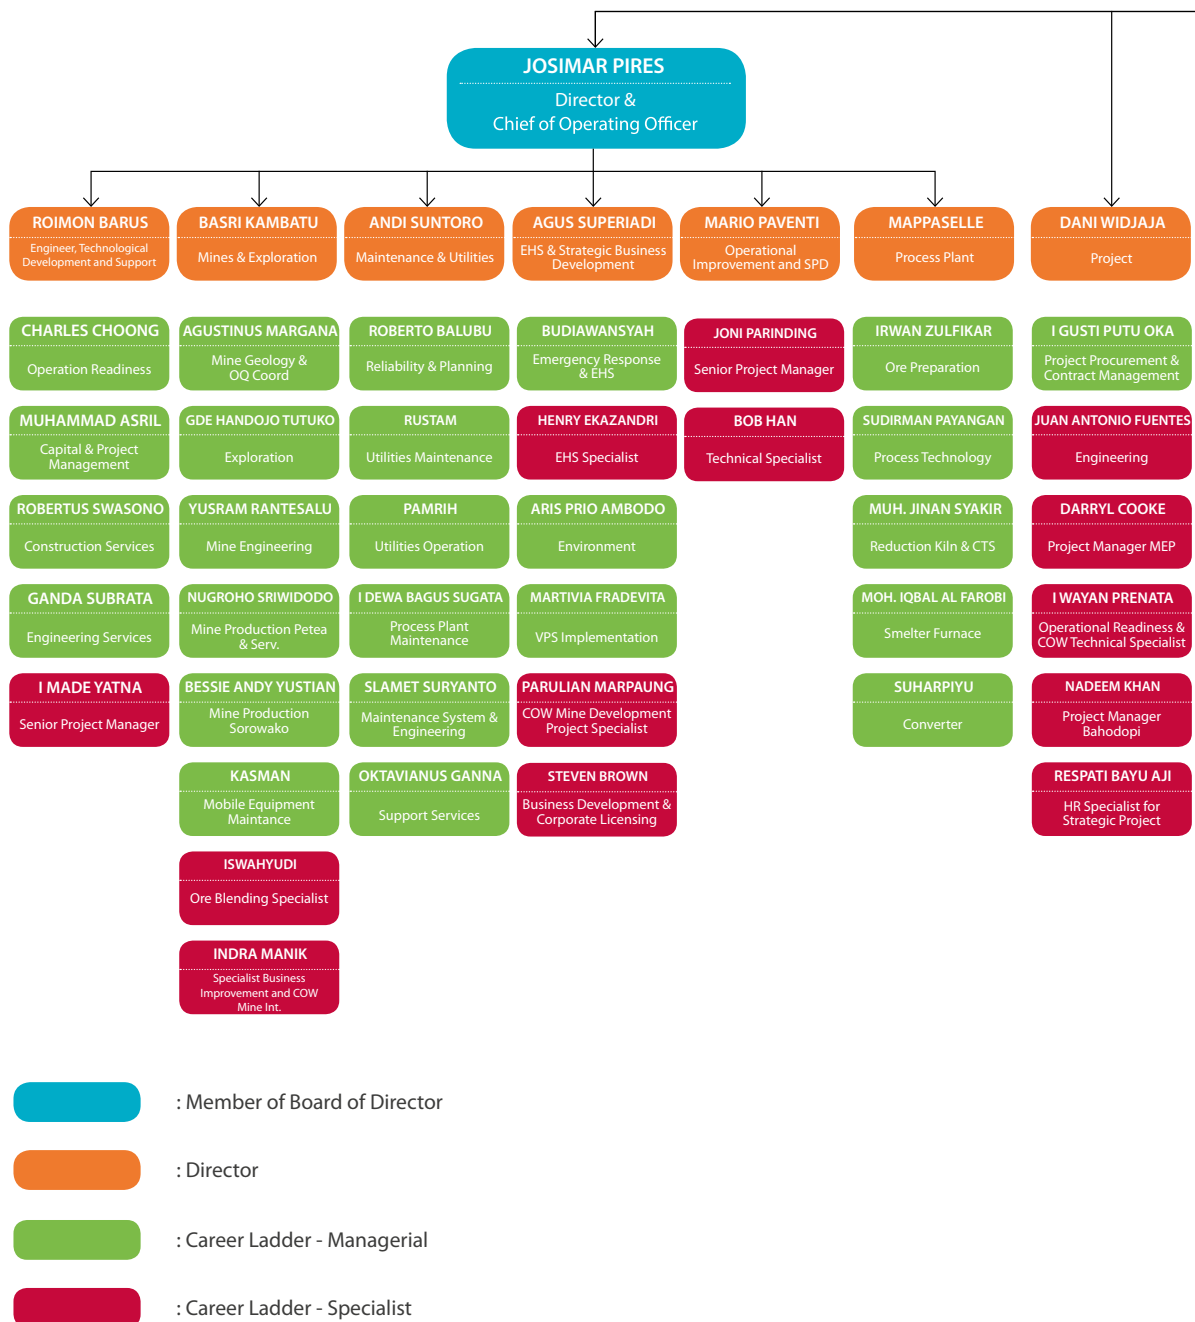 JOSIMAR PIRES
Director &
Chief of Operating Officer
ROIMON BARUS
Engineer, Technological
Development and Support
BASRI KAMBATU
Mines & Exploration
ANDI SUNTORO
Maintenance & Utilities
AGUS SUPERIADI
EHS & Strategic Business
Development
MARIO PAVENTI
Operational
Improvement and SPD
MAPPASELLE
Process Plant
DANI WIDJAJA
Project
CHARLES CHOONG
Operation Readiness
MUHAMMAD ASRIL
Capital & Project
Management
ROBERTUS SWASONO
Construction Services
GANDA SUBRATA
Engineering Services
I MADE YATNA
Senior Project Manager
AGUSTINUS MARGANA
Mine Geology &
OQ Coord
GDE HANDOJO TUTUKO
Exploration
YUSRAM RANTESALU
Mine Engineering
NUGROHO SRIWIDODO
Mine Production Petea
& Serv.
BESSIE ANDY YUSTIAN
Mine Production
Sorowako
KASMAN
Mobile Equipment
Maintance
ISWAHYUDI
Ore Blending Specialist
INDRA MANIK
Specialist Business
Improvement and COW
Mine Int.
ROBERTO BALUBU
Reliability & Planning
RUSTAM
Utilities Maintenance
PAMRIH
Utilities Operation
I DEWA BAGUS SUGATA
Process Plant
Maintenance
SLAMET SURYANTO
Maintenance System &
Engineering
OKTAVIANUS GANNA
Support Services
BUDIAWANSYAH
Emergency Response
& EHS
HENRY EKAZANDRI
EHS Specialist
ARIS PRIO AMBODO
Environment
MARTIVIA FRADEVITA
VPS Implementation
PARULIAN MARPAUNG
COW Mine Development
Project Specialist
STEVEN BROWN
Business Development &
Corporate Licensing
JONI PARINDING
Senior Project Manager
BOB HAN
Technical Specialist
IRWAN ZULFIKAR
Ore Preparation
SUDIRMAN PAYANGAN
Process Technology
MUH. JINAN SYAKIR
Reduction Kiln & CTS
MOH. IQBAL AL FAROBI
Smelter Furnace
SUHARPIYU
Converter
I GUSTI PUTU OKA
Project Procurement &
Contract Management
JUAN ANTONIO FUENTES
Engineering
DARRYL COOKE
Project Manager MEP
I WAYAN PRENATA
Operational Readiness &
COW Technical Specialist
NADEEM KHAN
Project Manager
Bahodopi
RESPATI BAYU AJI
HR Specialist for
Strategic Project
: Member of Board of Director
: Director
: Career Ladder - Managerial
: Career Ladder - Specialist